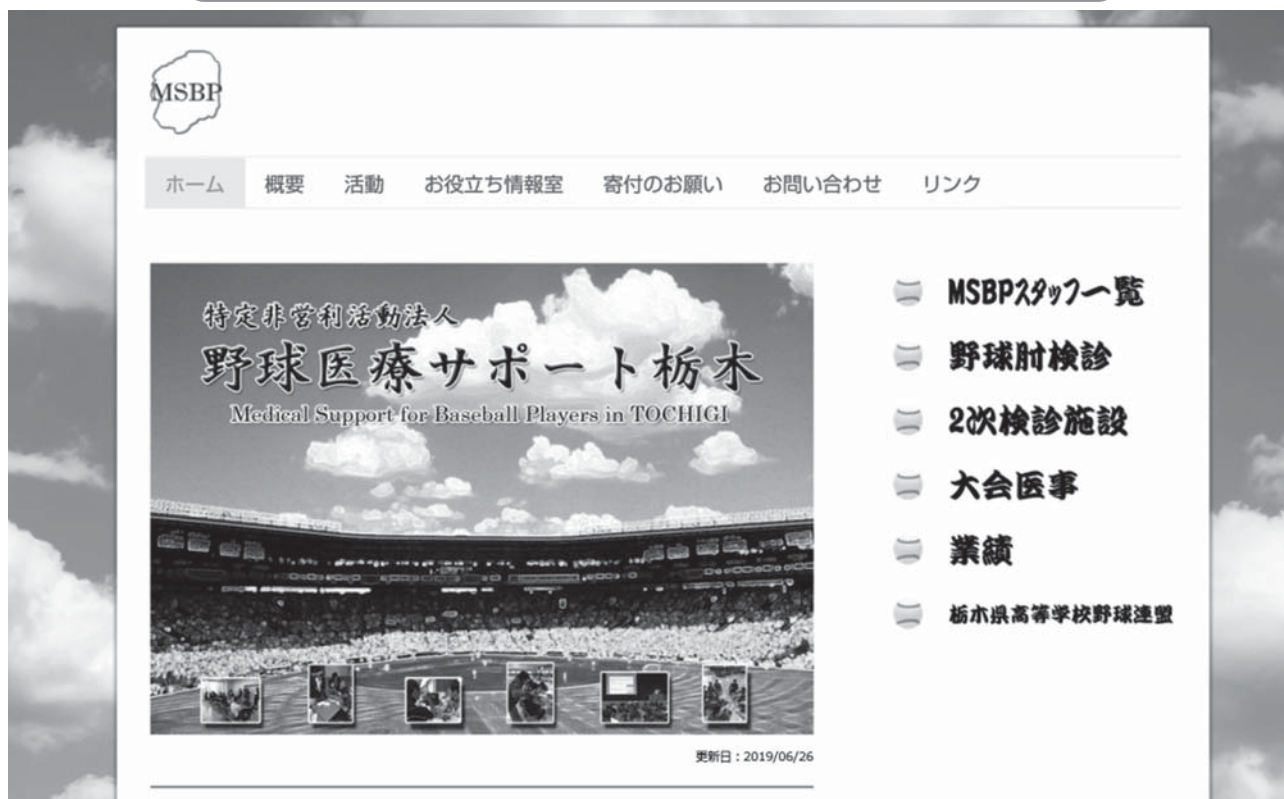 MSBP
ホーム 概要 活動 お役立ち情報室 寄付のお願い お問い合わせ リンク
特定非営利活動法人
野球医療サポート栃木
Medical Support for Baseball Players in TOCHIGI
更新日：2019/06/26
MSBPスタッフ一覧
野球肘検診
2次検診施設
大会医事
業績
栃木県高等学校野球連盟